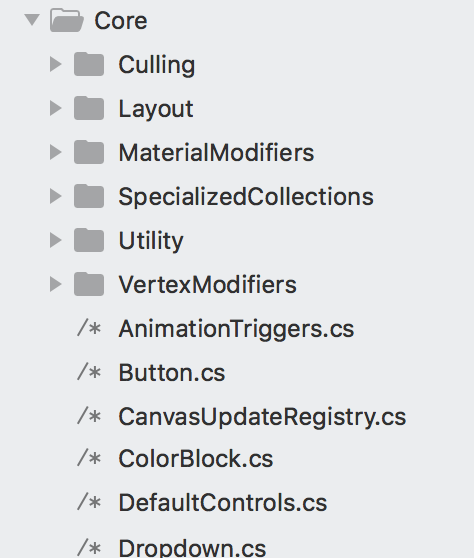 Core
Culling
Layout
MaterialModifiers
SpecializedCollections
Utility
VertexModifiers
/* AnimationTriggers.cs
/* Button.cs
/* CanvasUpdateRegistry.cs
/* ColorBlock.cs
/* DefaultControls.cs
/* Dropdown.cs